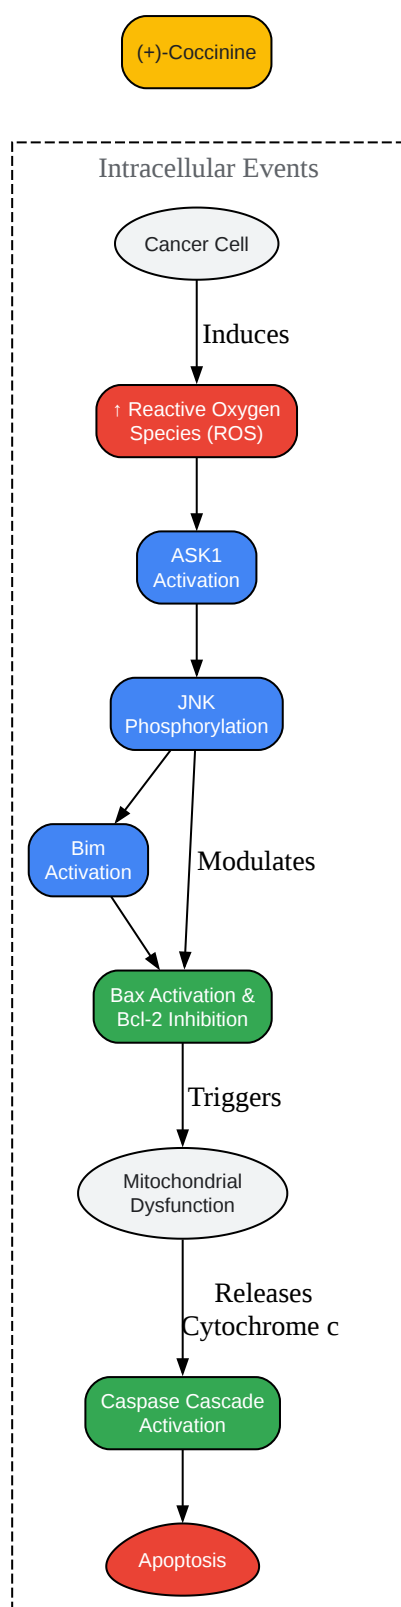 (+)-Coccinine
Intracellular Events
Cancer Cell
Induces
↑ Reactive Oxygen
Species (ROS)
ASK1
Activation
JNK
Phosphorylation
Bim
Activation
Modulates
Bax Activation &
Bcl-2 Inhibition
Triggers
Mitochondrial
Dysfunction
Releases
Cytochrome c
Caspase Cascade
Activation
Apoptosis